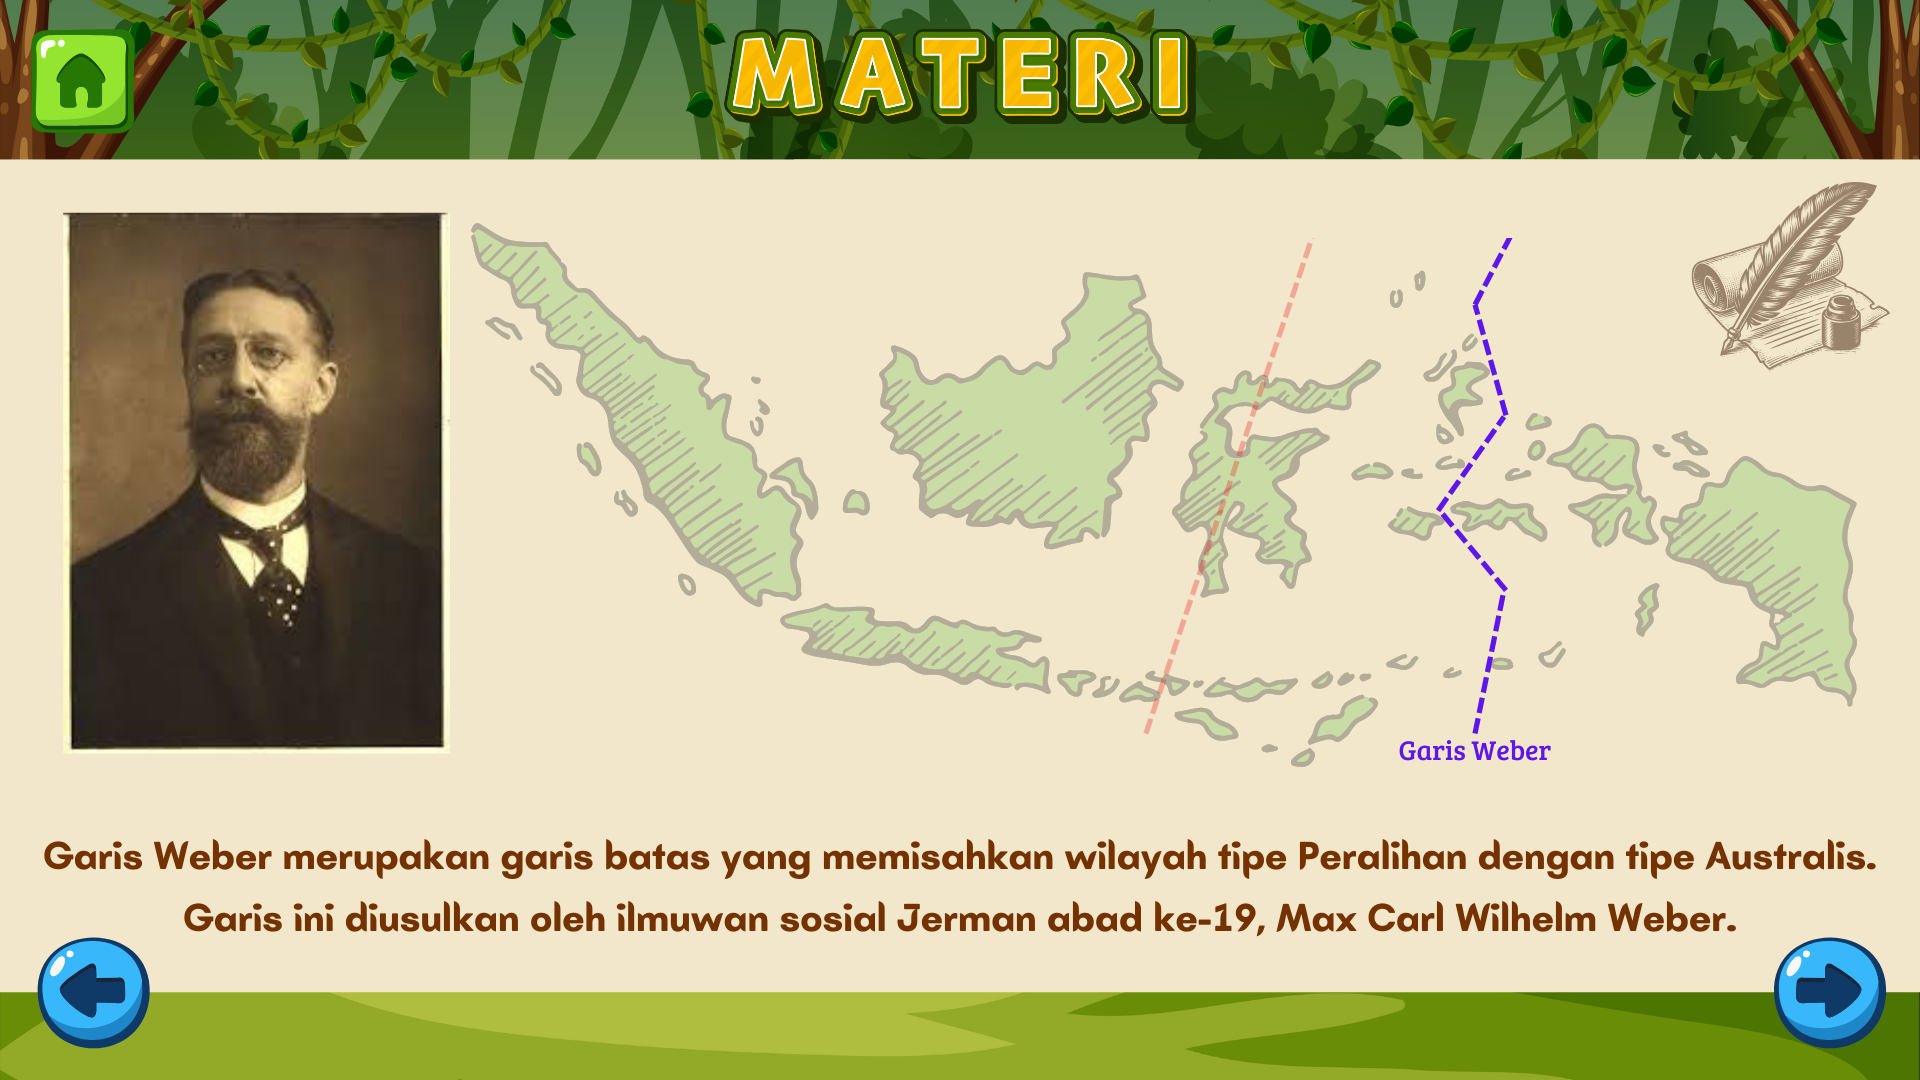 MATERI
Garis Weber
Garis Weber merupakan garis batas yang memisahkan wilayah tipe Peralihan dengan tipe Australis.
Garis ini diusulkan oleh ilmuwan sosial Jerman abad ke-19, Max Carl Wilhelm Weber.